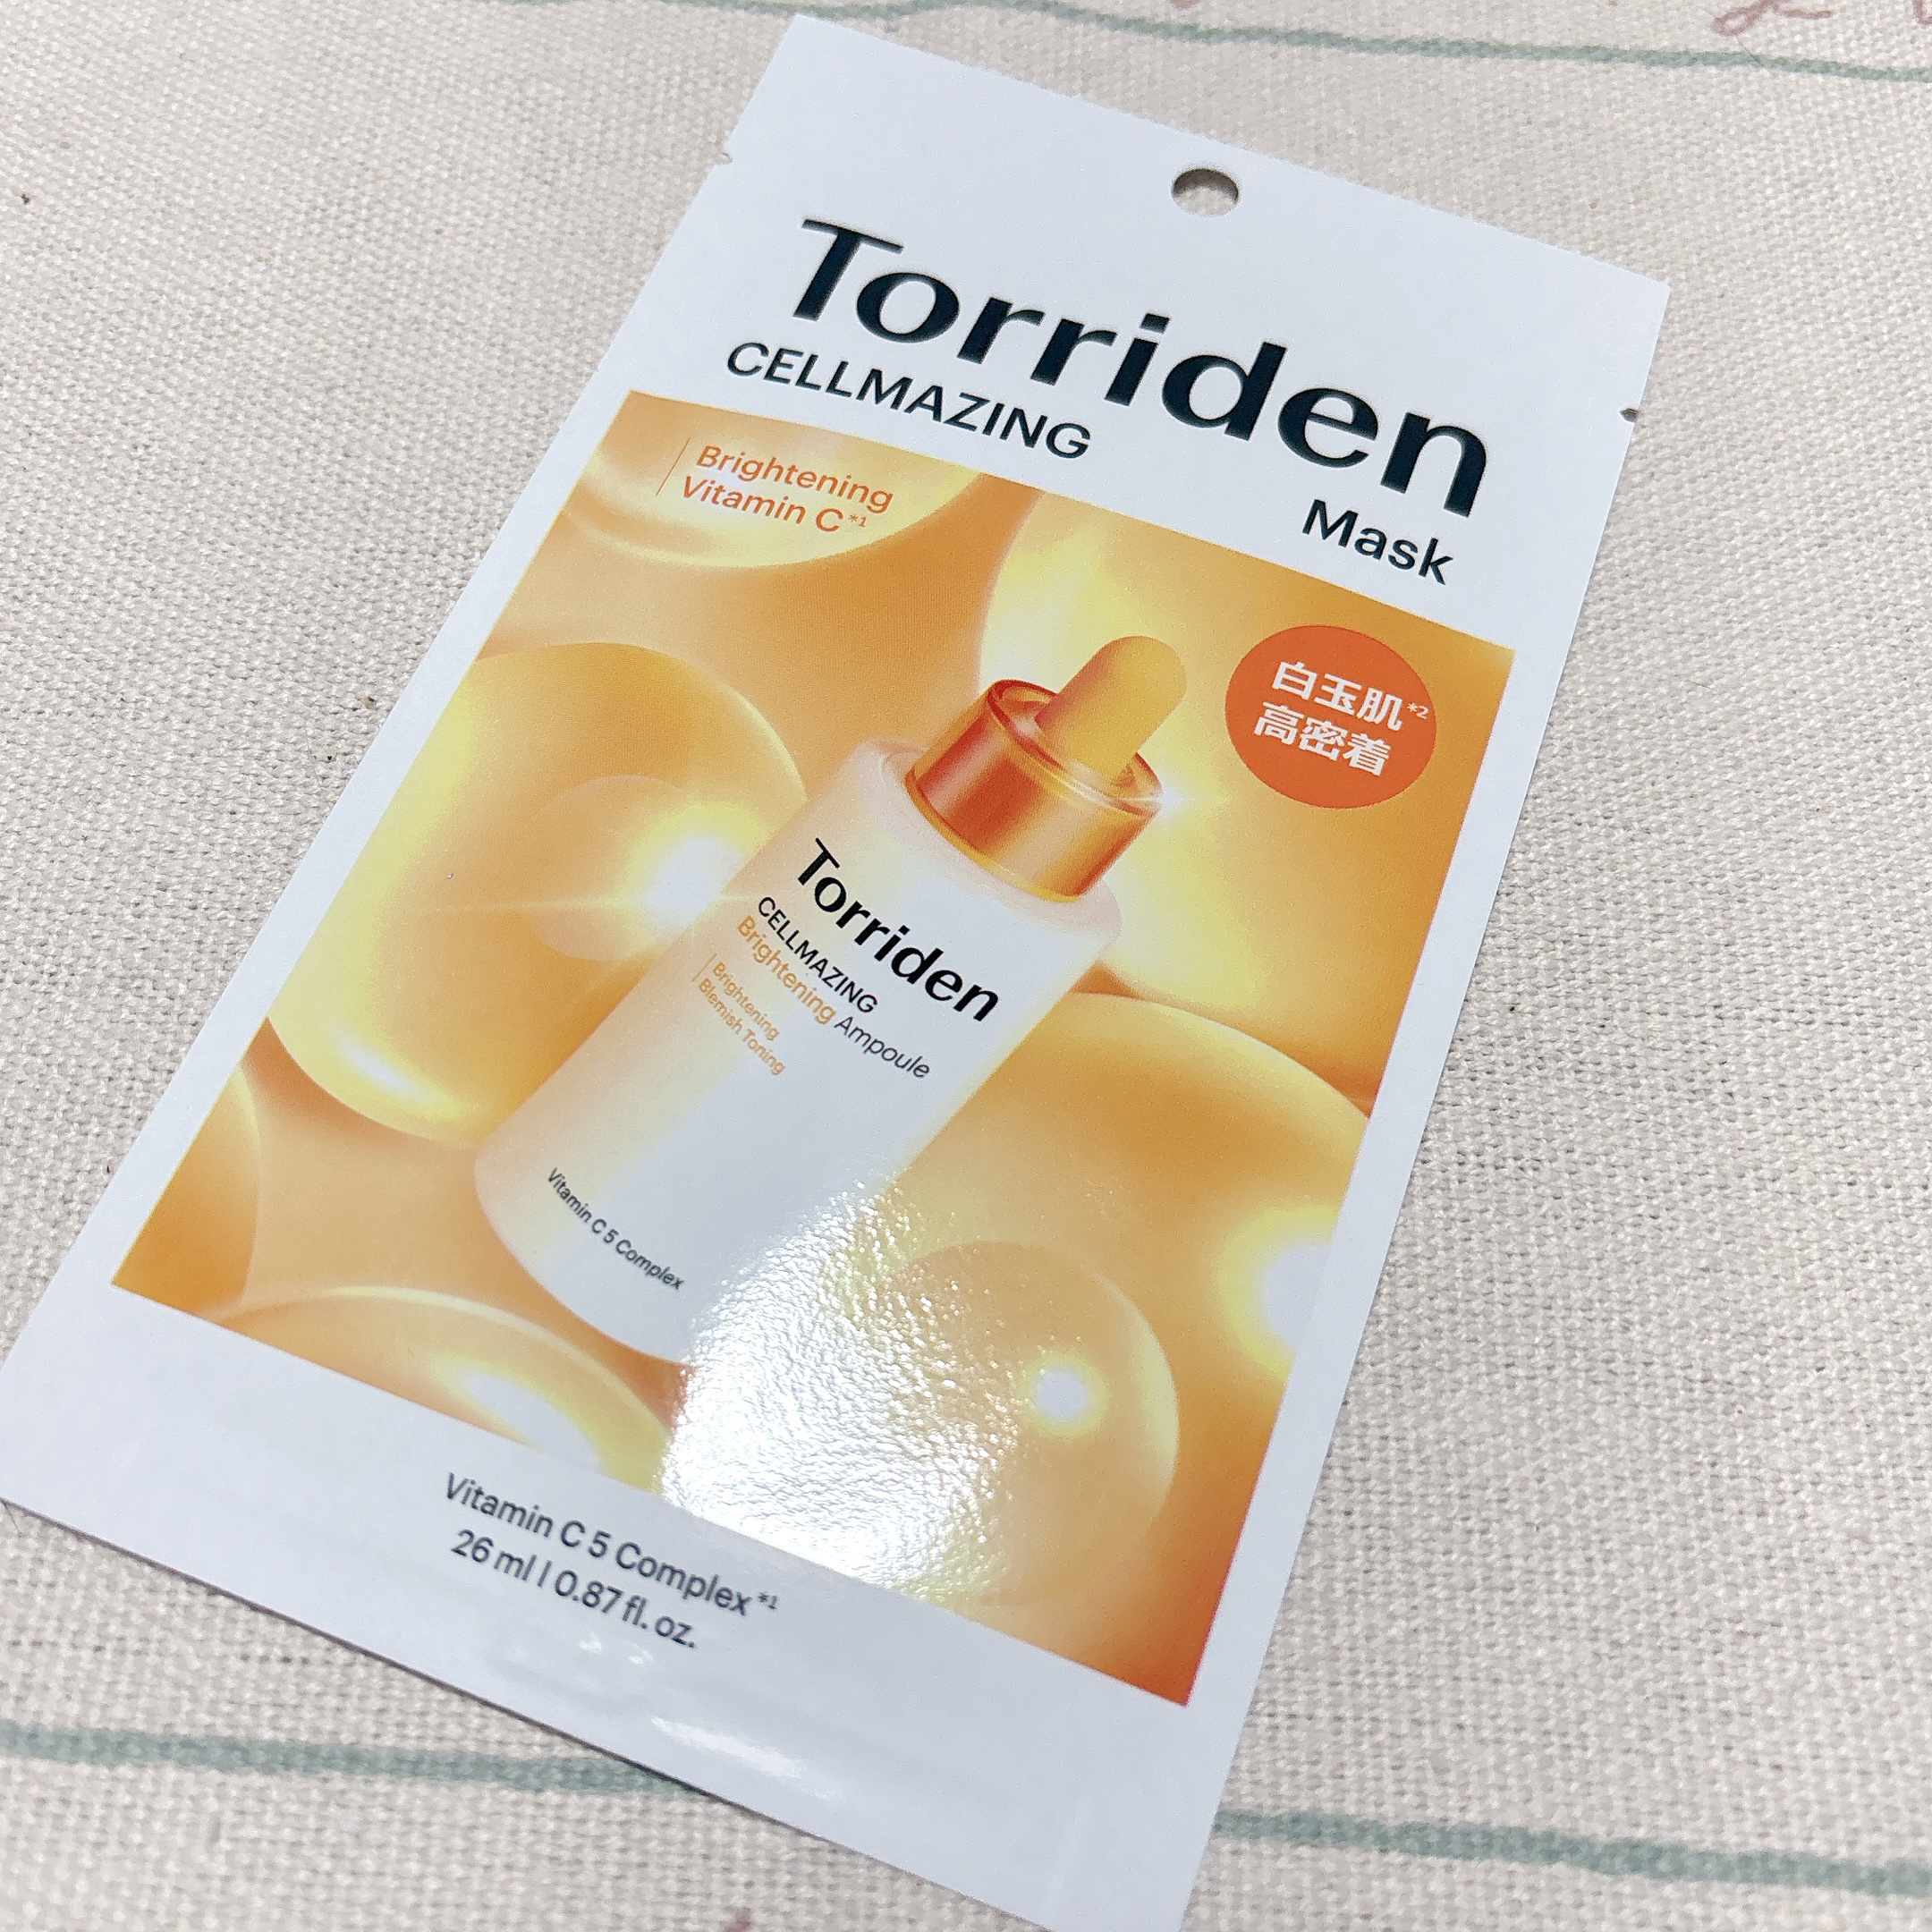 Torriden
CELLMAZING
Mask
Brightening
Vitamin C*1
白玉肌*2
高密着
Torriden
CELLMAZING
Brightening Ampoule
Brightening
Blemish Toning
Vitamin C 5 Complex
Vitamin C 5 Complex*1
26 ml | 0.87 fl. oz.